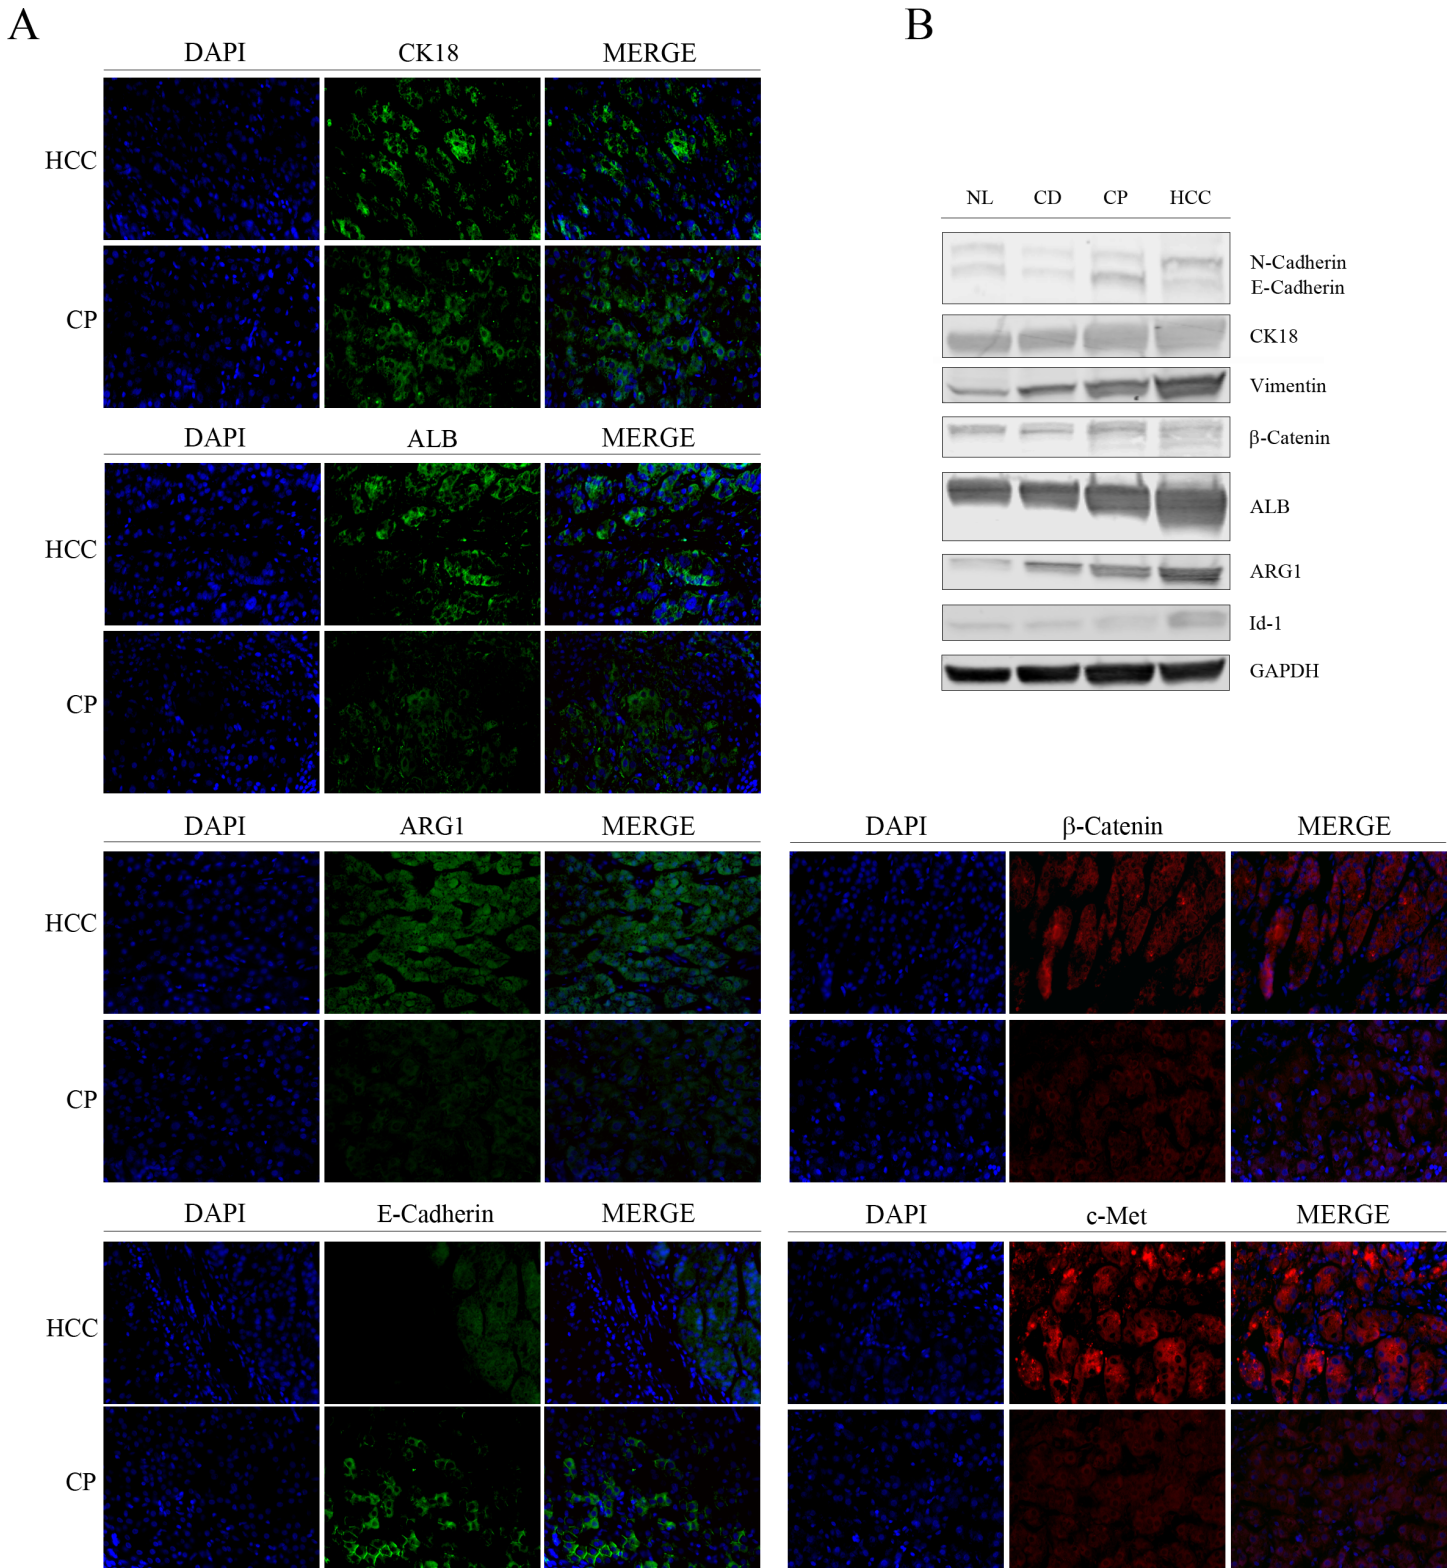 A
DAPI CK18 MERGE
HCC
CP
DAPI ALB MERGE
HCC
CP
DAPI ARG1 MERGE
HCC
CP
DAPI E-Cadherin MERGE
HCC
CP
B
NL CD CP HCC
N-Cadherin
E-Cadherin
CK18
Vimentin
β-Catenin
ALB
ARG1
Id-1
GAPDH
DAPI β-Catenin MERGE
DAPI c-Met MERGE